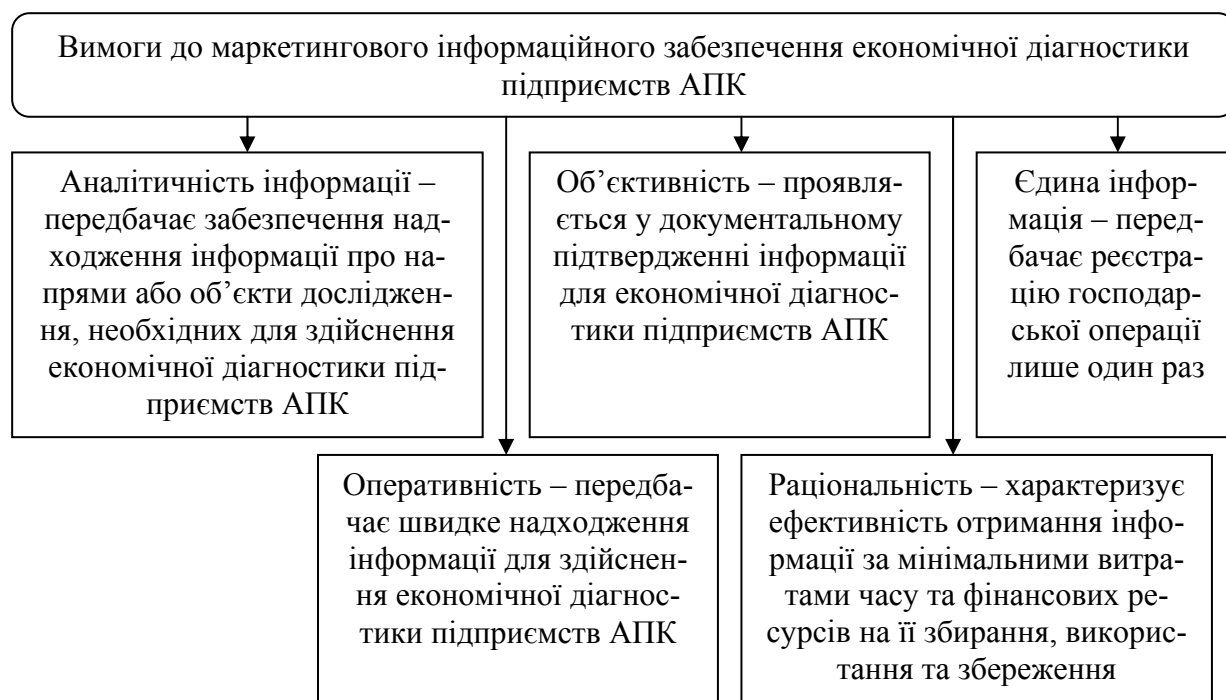 Вимоги до маркетингового інформаційного забезпечення економічної діагностики
підприємств АПК
Аналітичність інформації –
передбачає забезпечення над-
ходження інформації про на-
прями або об’єкти дослідження-
ня, необхідних для здійснення
економічної діагностики під-
приємств АПК
Об’єктивність – проявля-
ється у документальному
підтвердженні інформації
для економічної діагнос-
тики підприємств АПК
Єдина інфор-
мація – перед-
бачає реєстра-
цію господар-
ської операції
лише один раз
Оперативність – передба-
чає швидке надходження
інформації для здійснен-
ня економічної діагнос-
тики підприємств АПК
Раціональність – характеризує
ефективність отримання інфо-
рмації за мінімальними витра-
тами часу та фінансових ре-
сурсів на її збирання, викорис-
тання та збереження